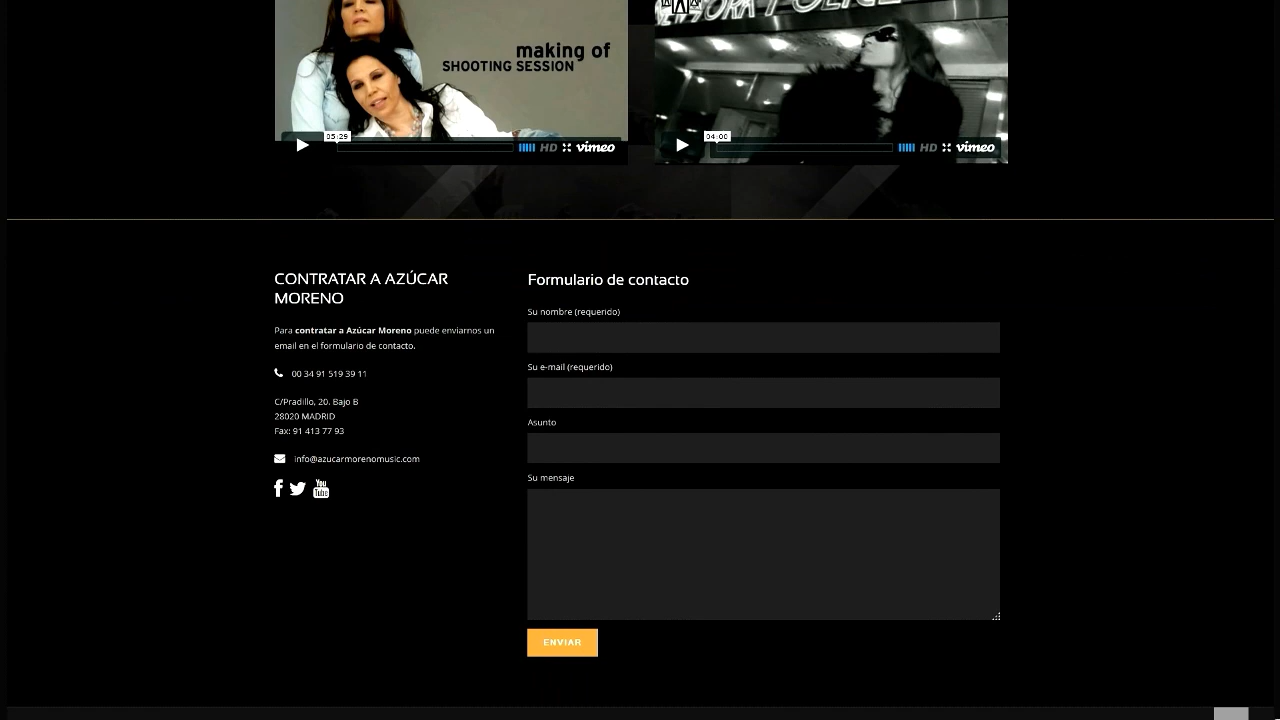 making of
SHOOTING SESSION
POLICE
05:29
HD vimeo
04:00
HD vimeo
CONTRATAR A AZÚCAR
MORENO
Para contratar a Azúcar Moreno puede enviarnos un
email en el formulario de contacto.
00 34 91 519 39 11
C/Pradillo, 20. Bajo B
28020 MADRID
Fax: 91 413 77 93
info@azucarmorenomusic.com
You
Tube
Formulario de contacto
Su nombre (requerido)
Su e-mail (requerido)
Asunto
Su mensaje
ENVIAR